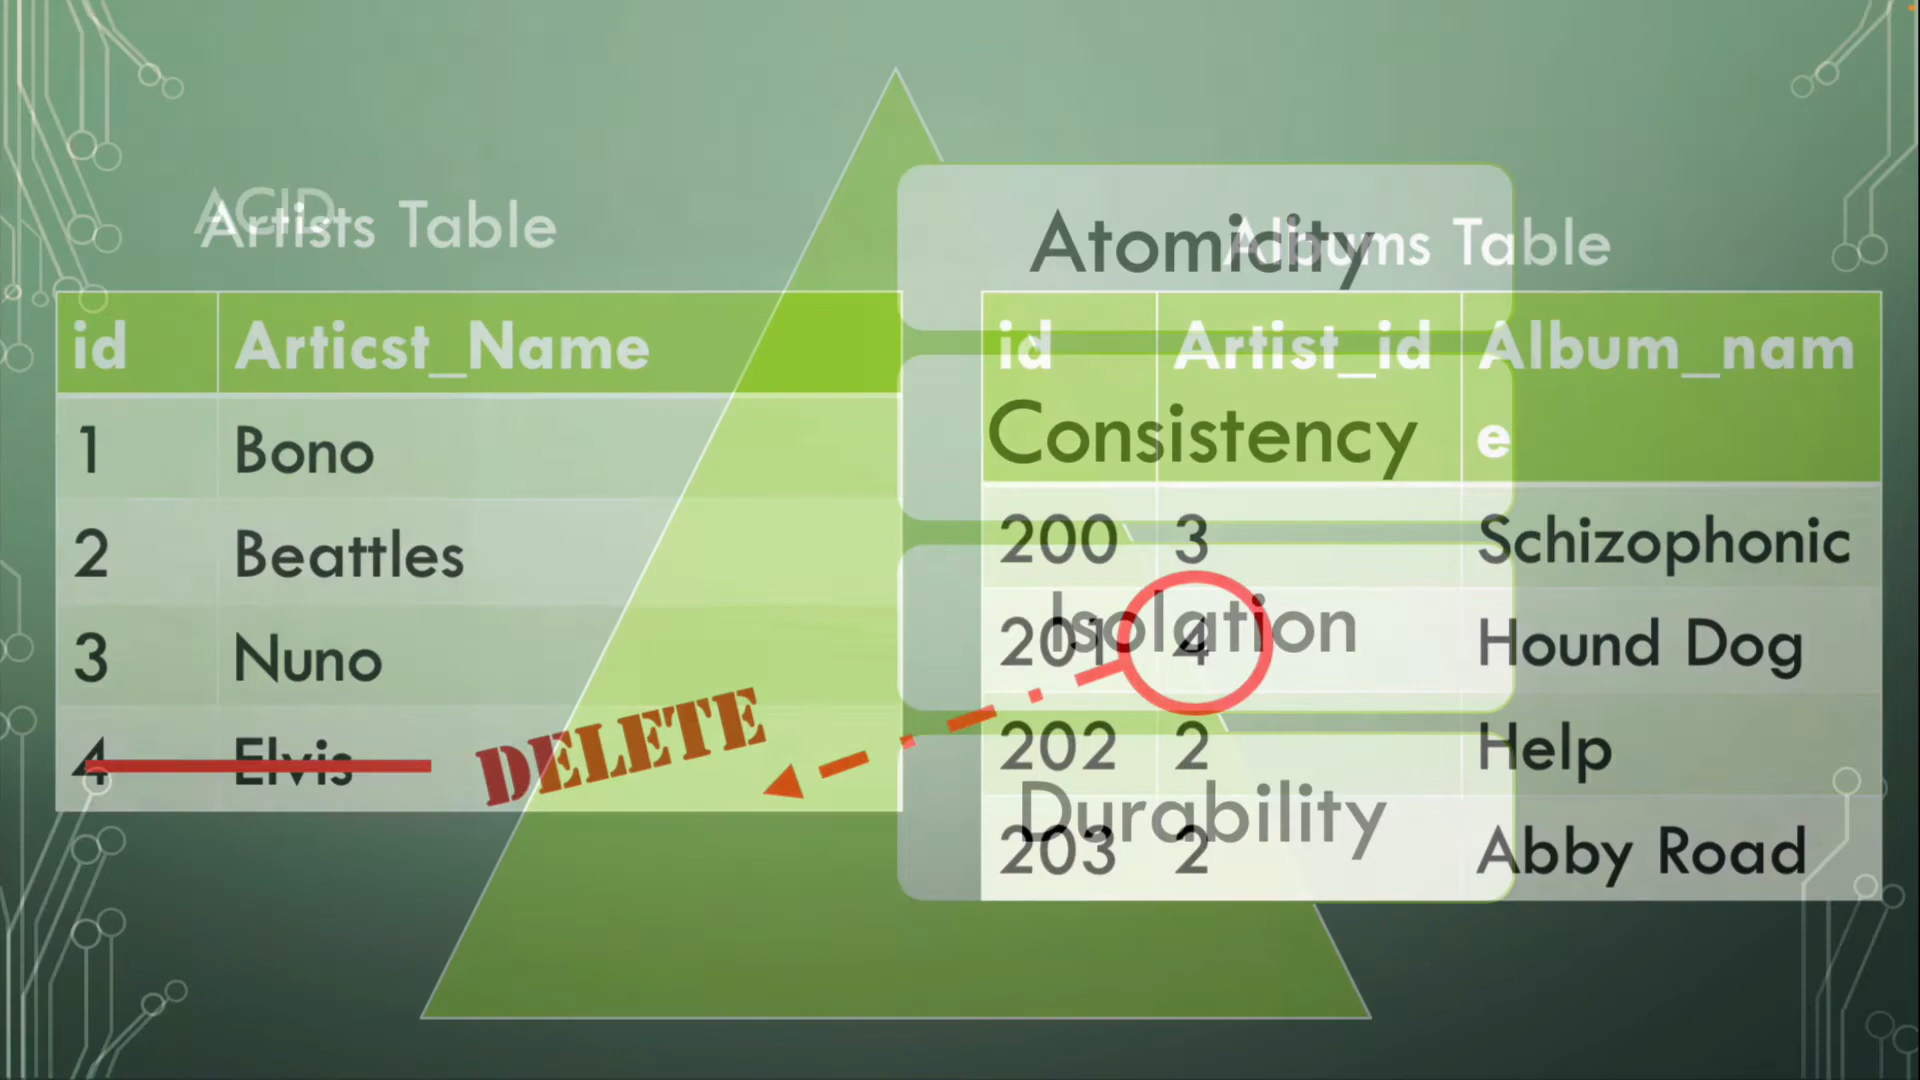 ACID
Artists Table
id Articst_Name
1 Bono
2 Beattles
3 Nuno
4 Elvis
DELETE
Atomicity
Consistency
Isolation
Durability
Albums Table
id Artist_id Album_nam
e
200 3 Schizophonic
201 4 Hound Dog
202 2 Help
203 2 Abby Road